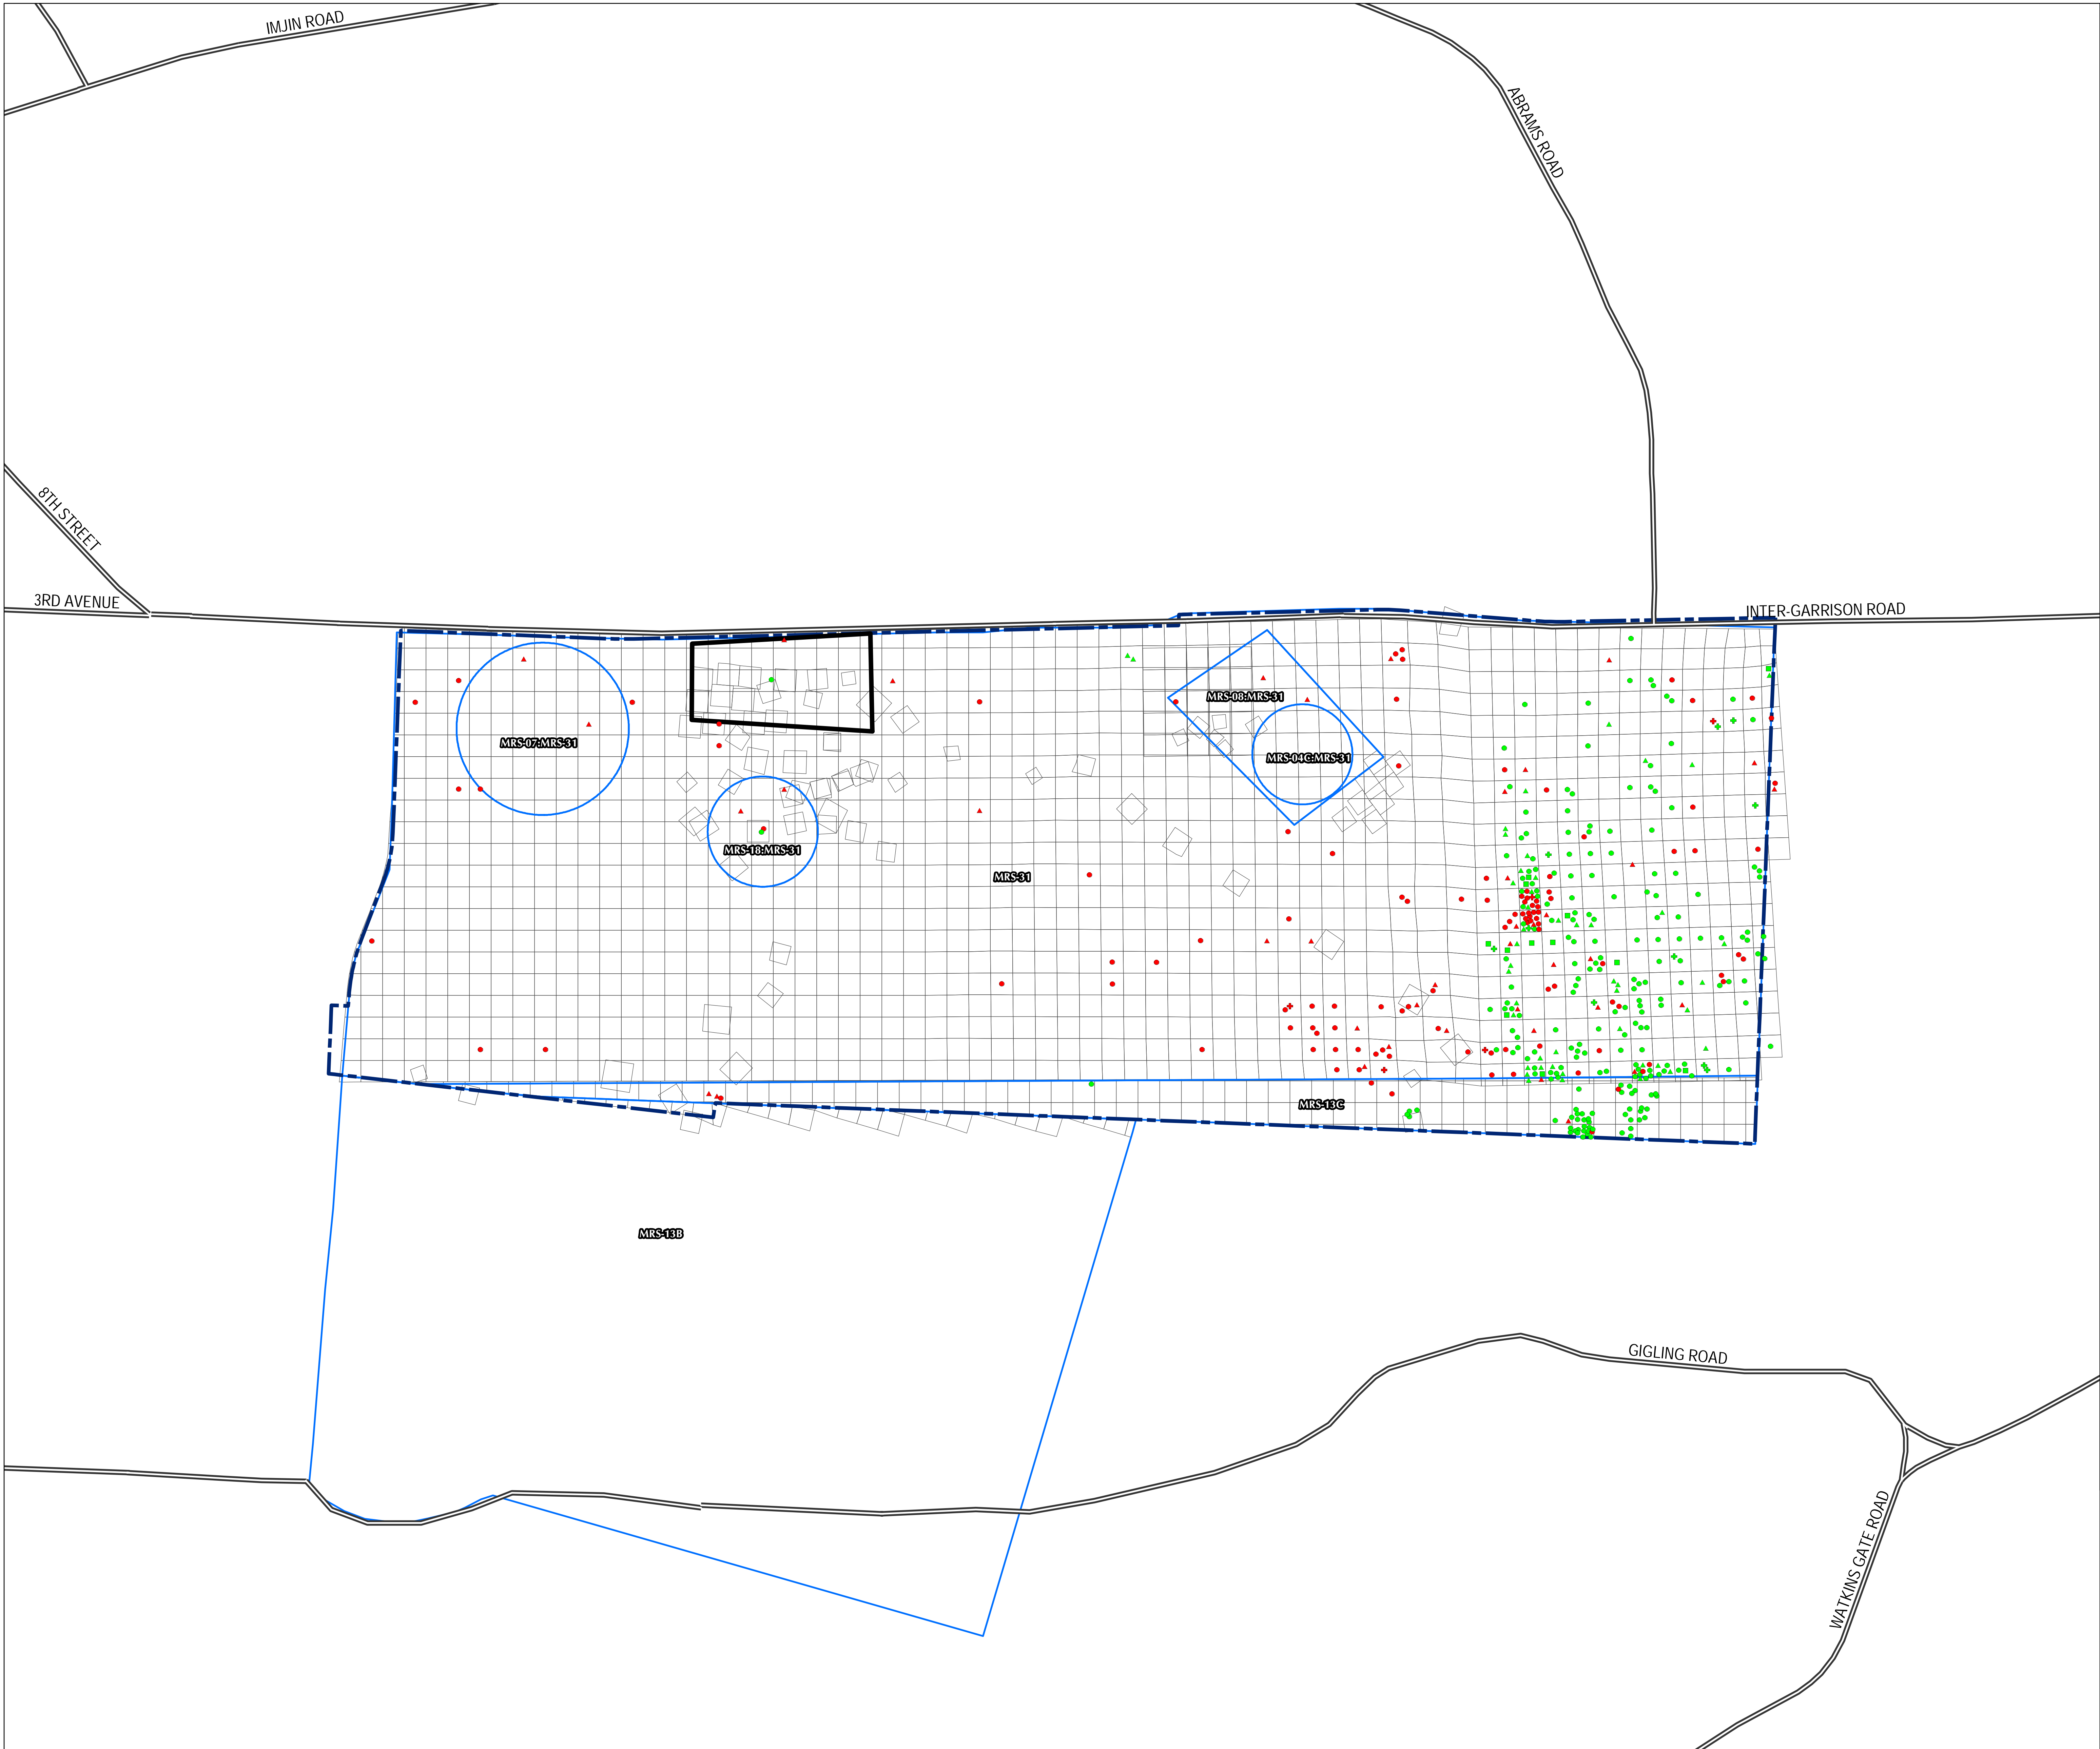 IMJIN ROAD
ABRAMS ROAD
8TH STREET
3RD AVENUE
INTER-GARRISON ROAD
MRS-08:MRS-31
MRS-07:MRS-31
MRS-04C:MRS-31
MRS-18:MRS-31
MRS-31
MRS-13C
MRS-13B
GIGLING ROAD
WATKINS GATE ROAD